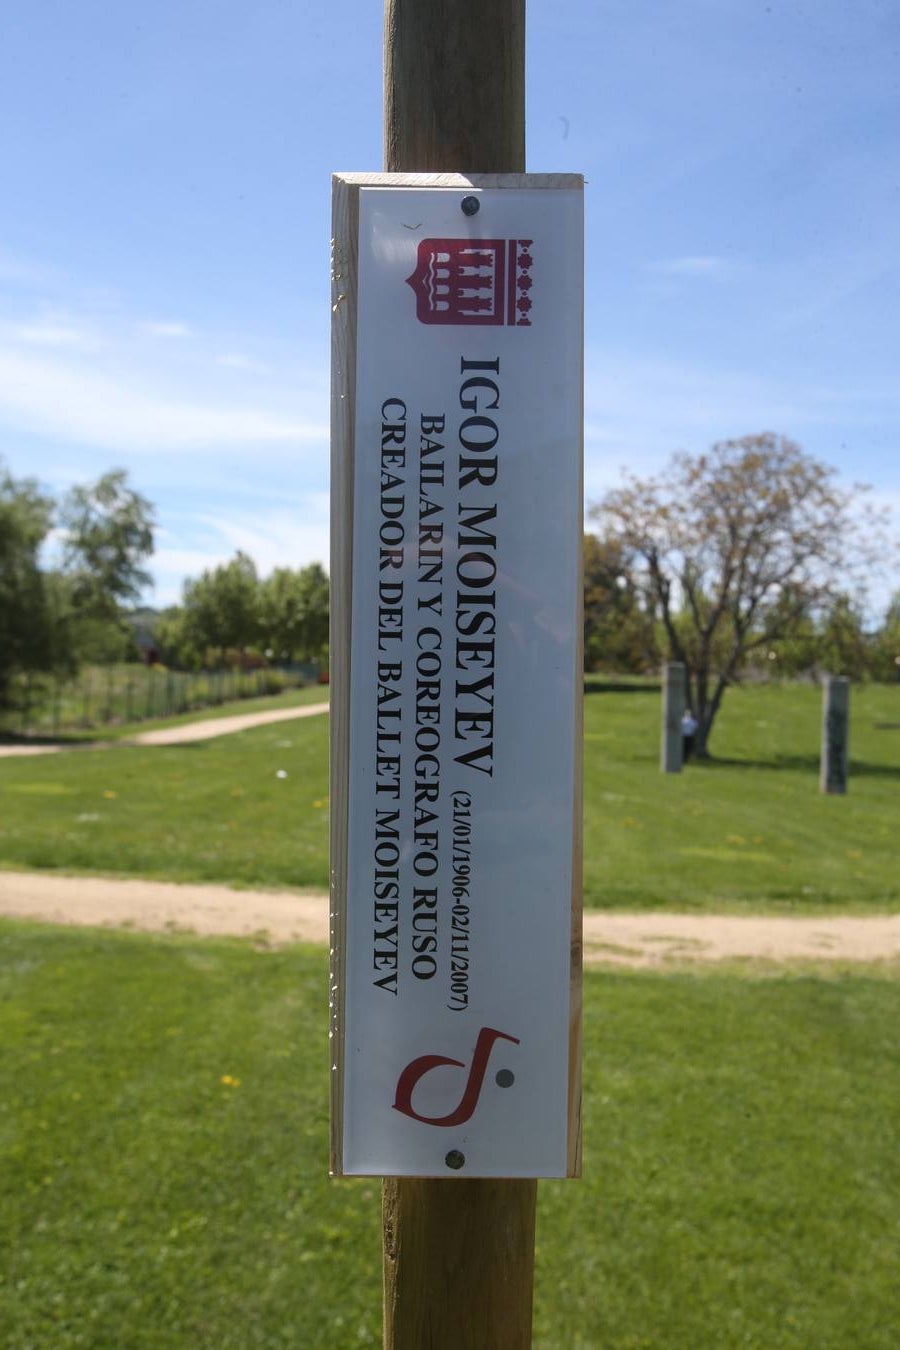 IGOR MOISEYEV (21/01/1906-02/11/2007)
BAILARIN Y COREOGRAFO RUSO
CREADOR DEL BALLET MOISEYEV